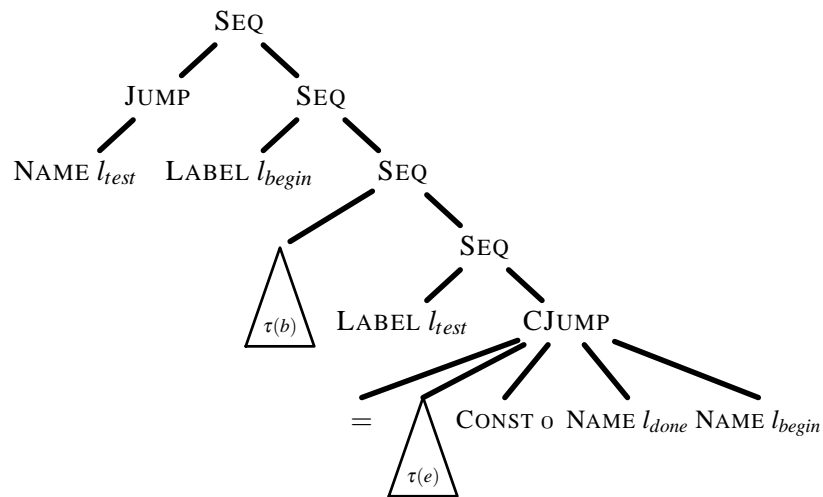 SEQ
JUMP SEQ
NAME l_test LABEL l_begin SEQ
SEQ
τ(b) LABEL l_test CJUMP
= CONST 0 NAME l_done NAME l_begin
τ(e)